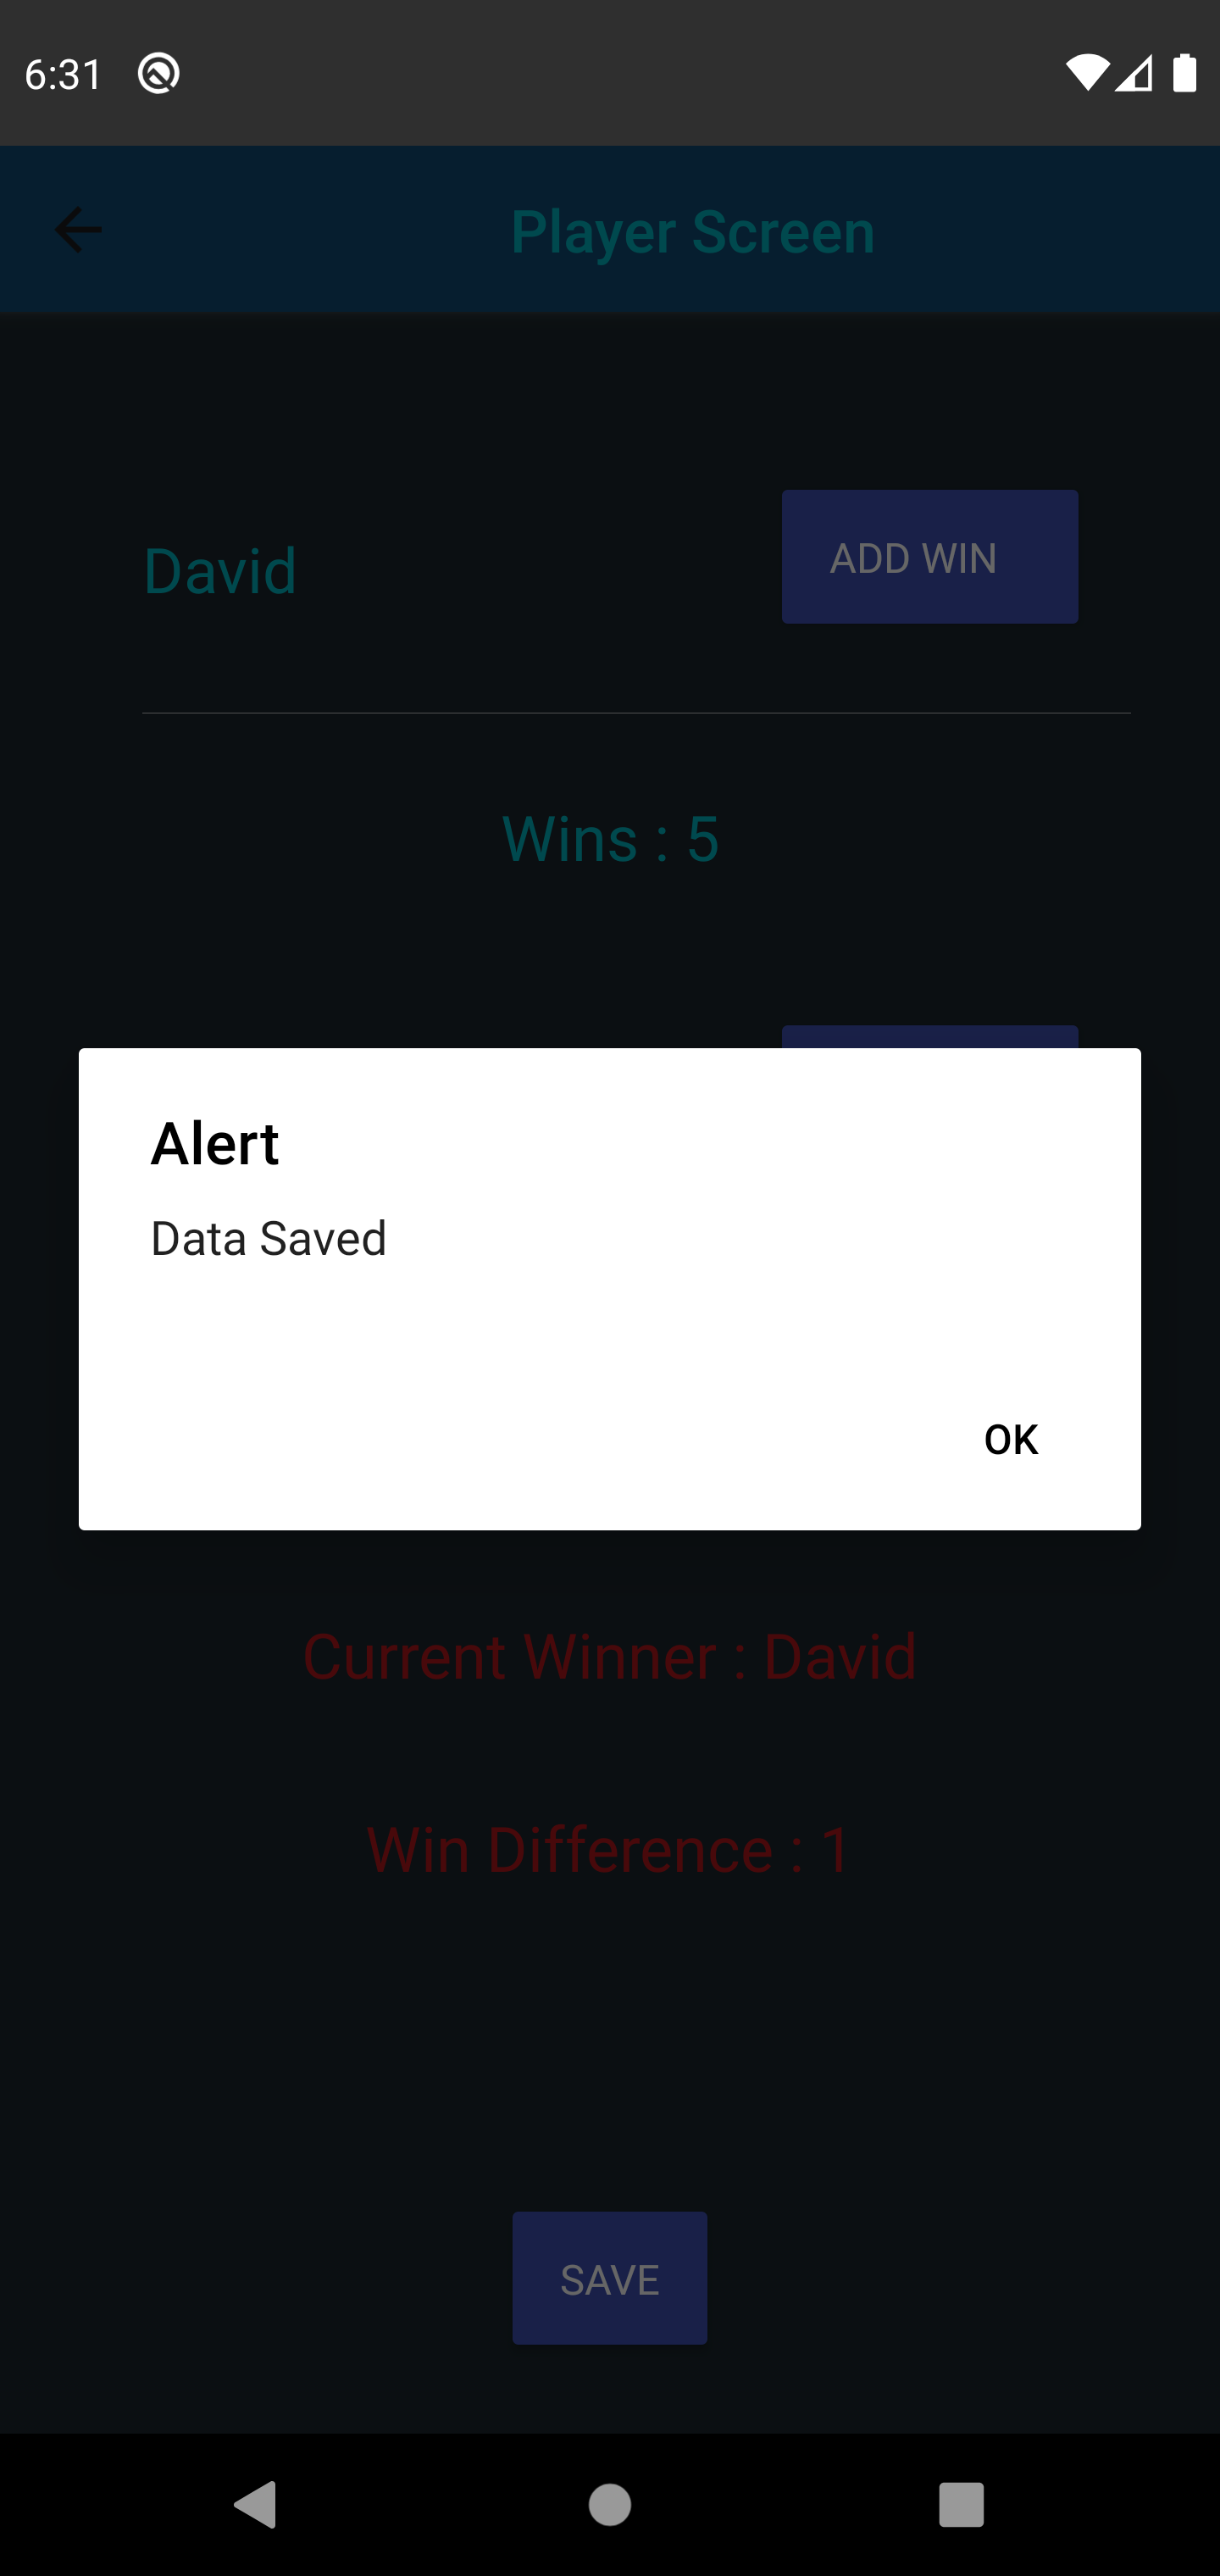 6:31
Player Screen
David
ADD WIN
Wins : 5
Alert
Data Saved
OK
Current Winner : David
Win Difference : 1
SAVE